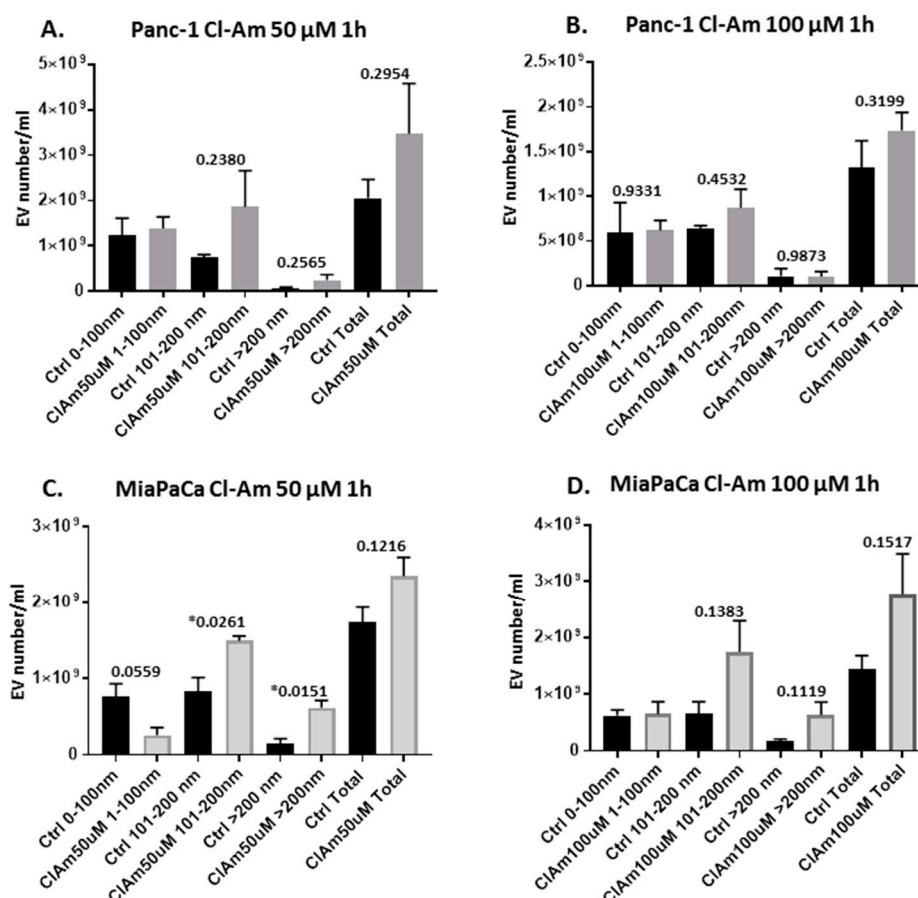 A. Panc-1 Cl-Am 50 µM 1h
EV number/ml
5×10⁹
4×10⁹
3×10⁹
2×10⁹
1×10⁹
0
0.2380
0.2565
0.2954
Ctrl 0-100nm
ClAm50uM 1-100nm
Ctrl 101-200 nm
ClAm50uM 101-200nm
Ctrl >200 nm
ClAm50uM >200nm
Ctrl Total
ClAm50uM Total
B. Panc-1 Cl-Am 100 µM 1h
EV number/ml
2.5×10⁹
2×10⁹
1.5×10⁹
1×10⁹
5×10⁸
0
0.9331
0.4532
0.9873
0.3199
Ctrl 0-100nm
ClAm100uM 1-100nm
Ctrl 101-200 nm
ClAm100uM 101-200nm
Ctrl >200 nm
ClAm100uM >200nm
Ctrl Total
ClAm100uM Total
C. MiaPaCa Cl-Am 50 µM 1h
EV number/ml
3×10⁹
2×10⁹
1×10⁹
0
0.0559
*0.0261
*0.0151
0.1216
Ctrl 0-100nm
ClAm50uM 1-100nm
Ctrl 101-200 nm
ClAm50uM 101-200nm
Ctrl >200 nm
ClAm50uM >200nm
Ctrl Total
ClAm50uM Total
D. MiaPaCa Cl-Am 100 µM 1h
EV number/ml
4×10⁹
3×10⁹
2×10⁹
1×10⁹
0
0.1383
0.1119
0.1517
Ctrl 0-100nm
ClAm100uM 1-100nm
Ctrl 101-200 nm
ClAm100uM 101-200nm
Ctrl >200 nm
ClAm100uM >200nm
Ctrl Total
ClAm100uM Total